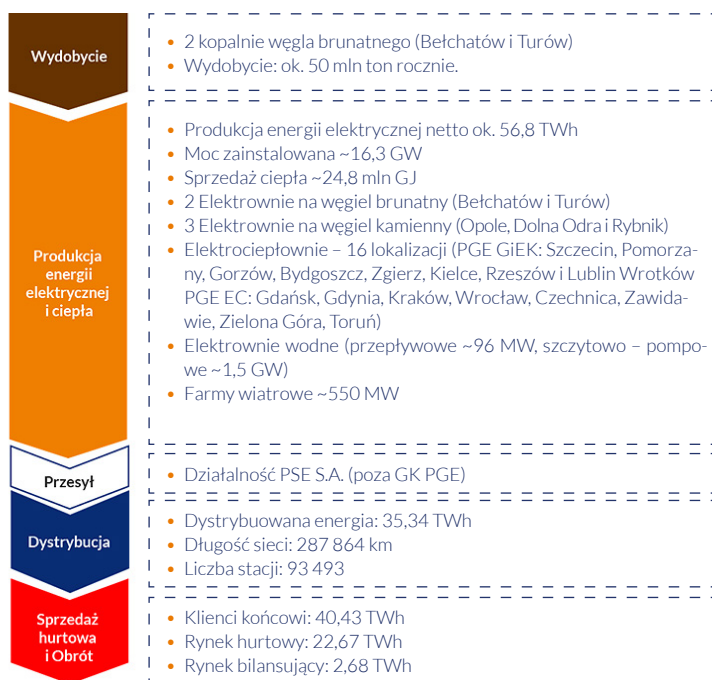 Wydobycie
• 2 kopalnie węgla brunatnego (Bełchatów i Turów)
• Wydobycie: ok. 50 mln ton rocznie.
Produkcja
energii
elektrycznej
i ciepła
• Produkcja energii elektrycznej netto ok. 56,8 TWh
• Moc zainstalowana ~16,3 GW
• Sprzedaż ciepła ~24,8 mln GJ
• 2 Elektrownie na węgiel brunatny (Bełchatów i Turów)
• 3 Elektrownie na węgiel kamienny (Opole, Dolna Odra i Rybnik)
• Elektrociepłownie – 16 lokalizacji (PGE GiEK: Szczecin, Pomorza-
ny, Gorzów, Bydgoszcz, Zgierz, Kielce, Rzeszów i Lublin Wrotków
PGE EC: Gdańsk, Gdynia, Kraków, Wrocław, Czechnica, Zawida-
wie, Zielona Góra, Toruń)
• Elektrownie wodne (przepływowe ~96 MW, szczytowo – pompo-
we ~1,5 GW)
• Farmy wiatrowe ~550 MW
Przesył
• Działalność PSE S.A. (poza GK PGE)
Dystrybucja
• Dystrybuowana energia: 35,34 TWh
• Długość sieci: 287 864 km
• Liczba stacji: 93 493
Sprzedaż
hurtowa
i Obrót
• Klienci końcowi: 40,43 TWh
• Rynek hurtowy: 22,67 TWh
• Rynek bilansujący: 2,68 TWh